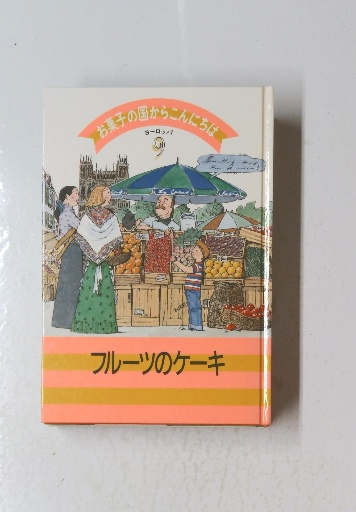 お菓子の国からこんにちは
ヨーロッパ
9
フルーツのケーキ